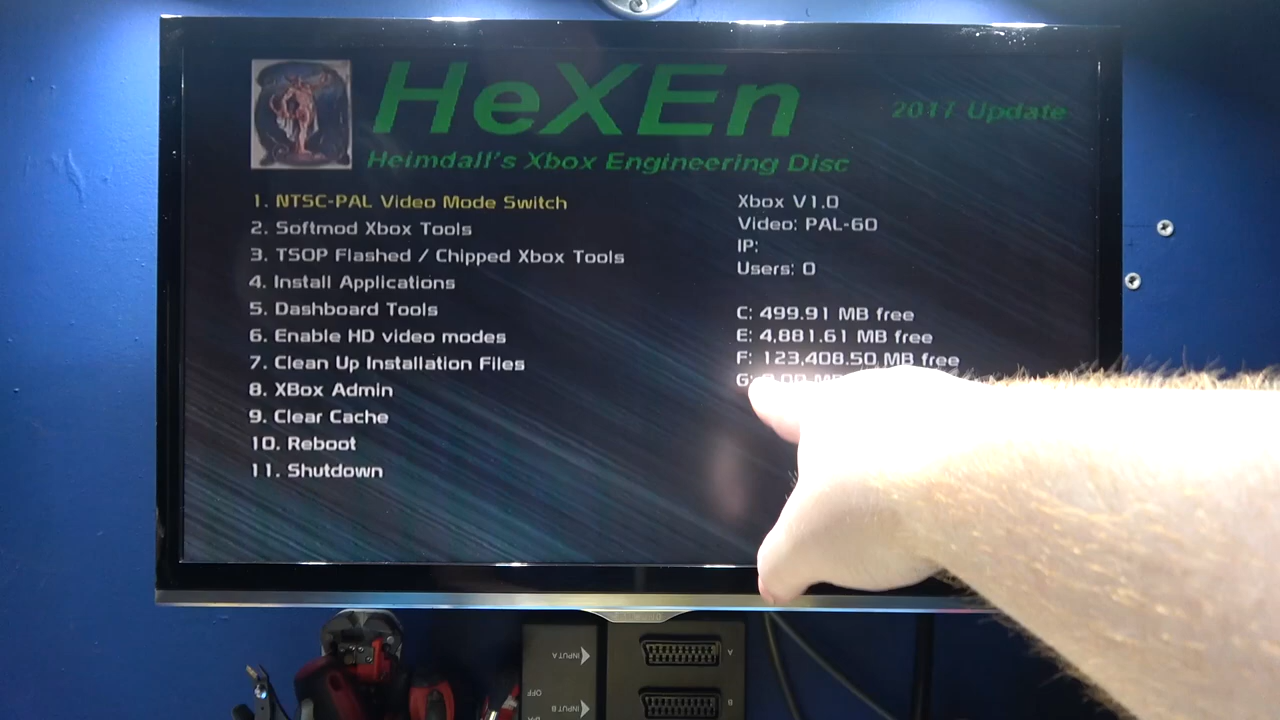 HeXEn
2017 Update
Heimdall's Xbox Engineering Disc
1. NTSC-PAL Video Mode Switch
2. Softmod Xbox Tools
3. TSOP Flashed / Chipped Xbox Tools
4. Install Applications
5. Dashboard Tools
6. Enable HD video modes
7. Clean Up Installation Files
8. XBox Admin
9. Clear Cache
10. Reboot
11. Shutdown
Xbox V1.0
Video: PAL-60
IP:
Users: 0
C: 499.91 MB free
E: 4,881.61 MB free
F: 123,408.50 MB free
G:
INPUT A
A
OFF
INPUT B
B